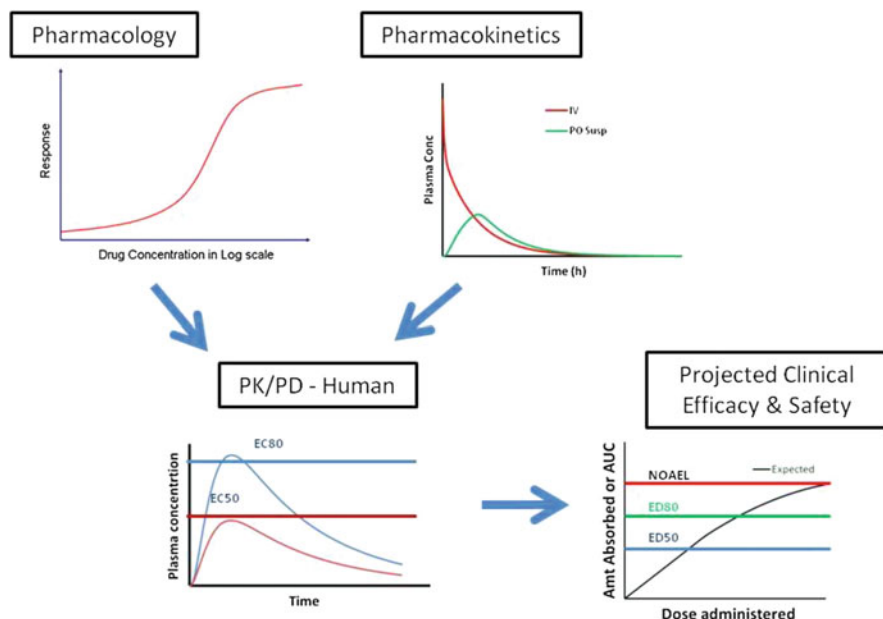 Pharmacology
Pharmacokinetics
Response
Drug Concentration in Log scale
Plasma Conc
IV
PO Susp
Time (h)
PK/PD - Human
Projected Clinical
Efficacy & Safety
Plasma concentrtion
EC80
EC50
Time
Amt Absorbed or AUC
NOAEL
Expected
ED80
ED50
Dose administered